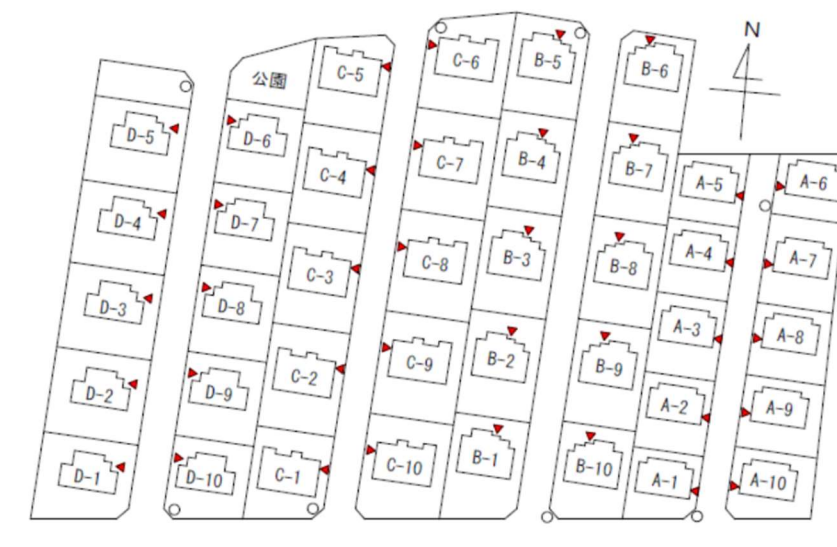 N
公園
D-5
D-4
D-3
D-2
D-1
D-6
D-7
D-8
D-9
D-10
C-5
C-4
C-3
C-2
C-1
C-6
C-7
C-8
C-9
C-10
B-5
B-4
B-3
B-2
B-1
B-6
B-7
B-8
B-9
B-10
A-5
A-4
A-3
A-2
A-1
A-6
A-7
A-8
A-9
A-10